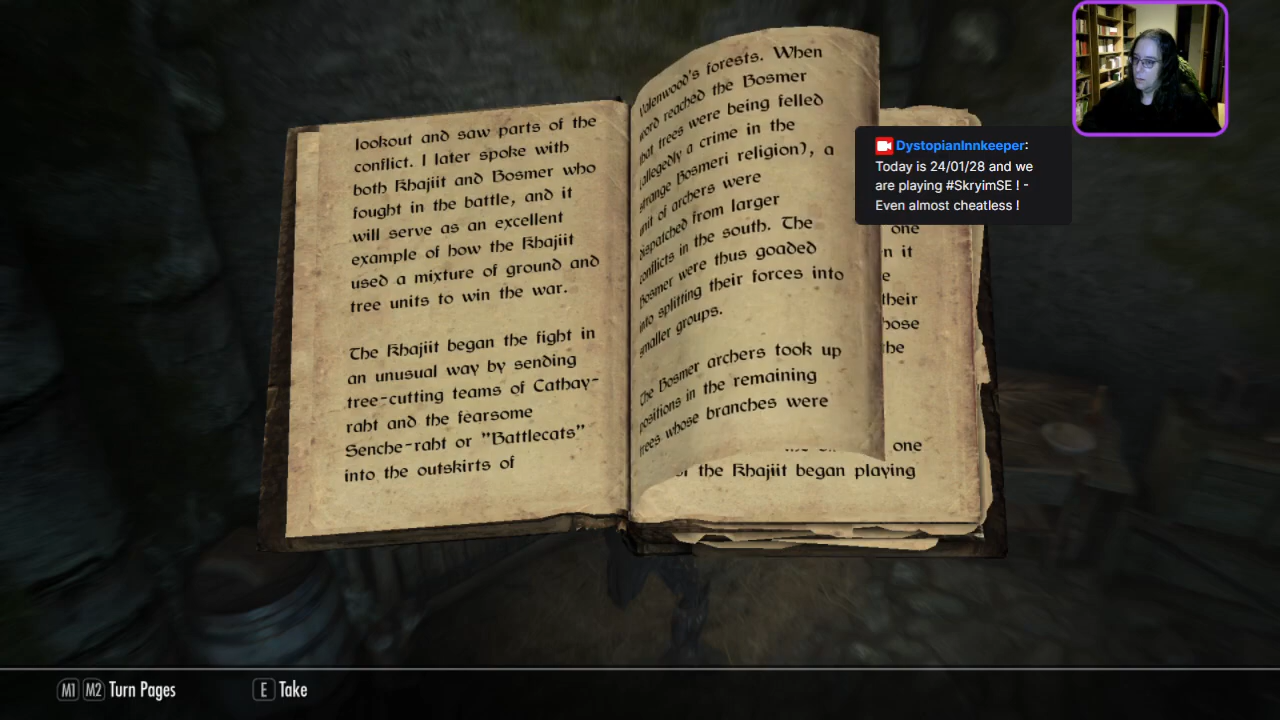 lookout and saw parts of the
conflict. I later spoke with
both Khajiit and Bosmer who
fought in the battle, and it
will serve as an excellent
example of how the Khajiit
used a mixture of ground and
tree units to win the war.
The Khajiit began the fight in
an unusual way by sending
tree-cutting teams of Cathay-
raht and the fearsome
Senche-raht or "Battlecats"
into the outskirts of
Valenwood's forests. When
word reached the Bosmer
that trees were being felled
(allegedly a crime in the
strange Bosmeri religion), a
unit of archers were
dispatched from larger
conflicts in the south. The
Bosmer were thus goaded
into splitting their forces into
smaller groups.
The Bosmer archers took up
positions in the remaining
trees whose branches were
one
it
their
the
one
the Khajiit began playing
DystopianInnkeeper:
Today is 24/01/28 and we
are playing #SkryimSE ! -
Even almost cheatless !
M1 M2 Turn Pages
E Take